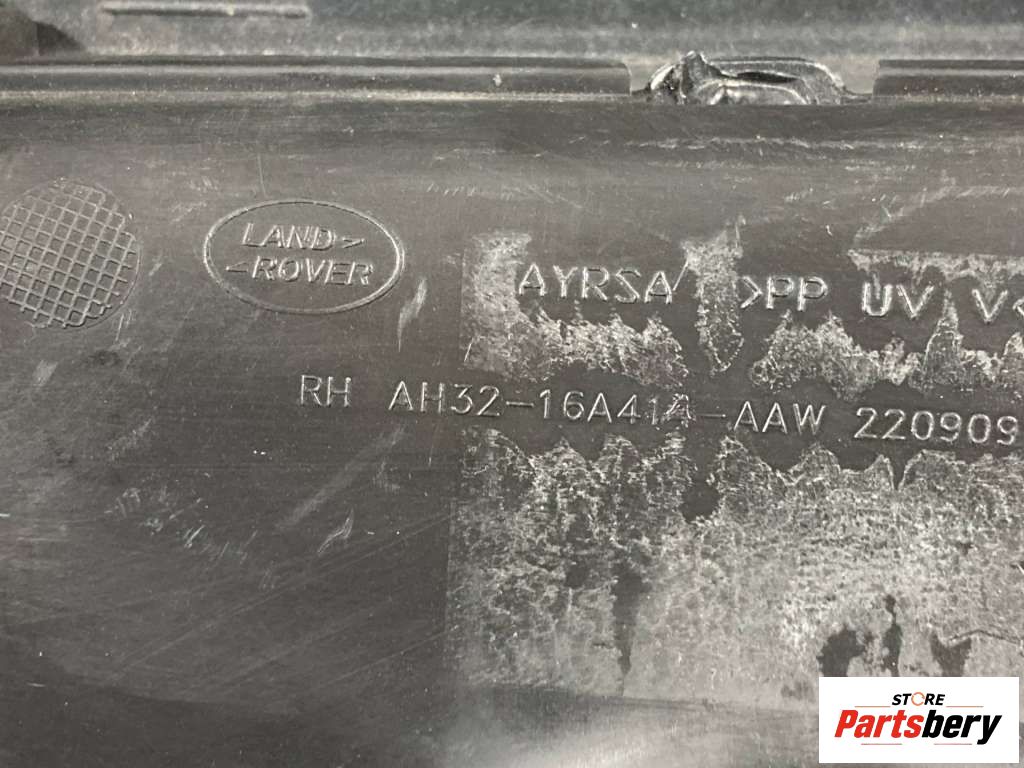 LAND
ROVER
AYRSA >PP UV V<
RH AH32-16A414-AAW 220909
STORE
Partsbery